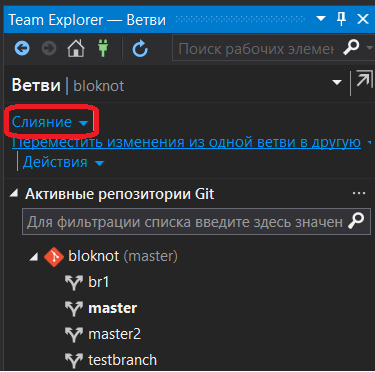 Team Explorer — Ветви
Поиск рабочих элемен
Ветви | bloknot
Слияние
Переместить изменения из одной ветви в другую
| Действия
Активные репозитории Git ...
Для фильтрации списка введите здесь значен
bloknot (master)
br1
master
master2
testbranch